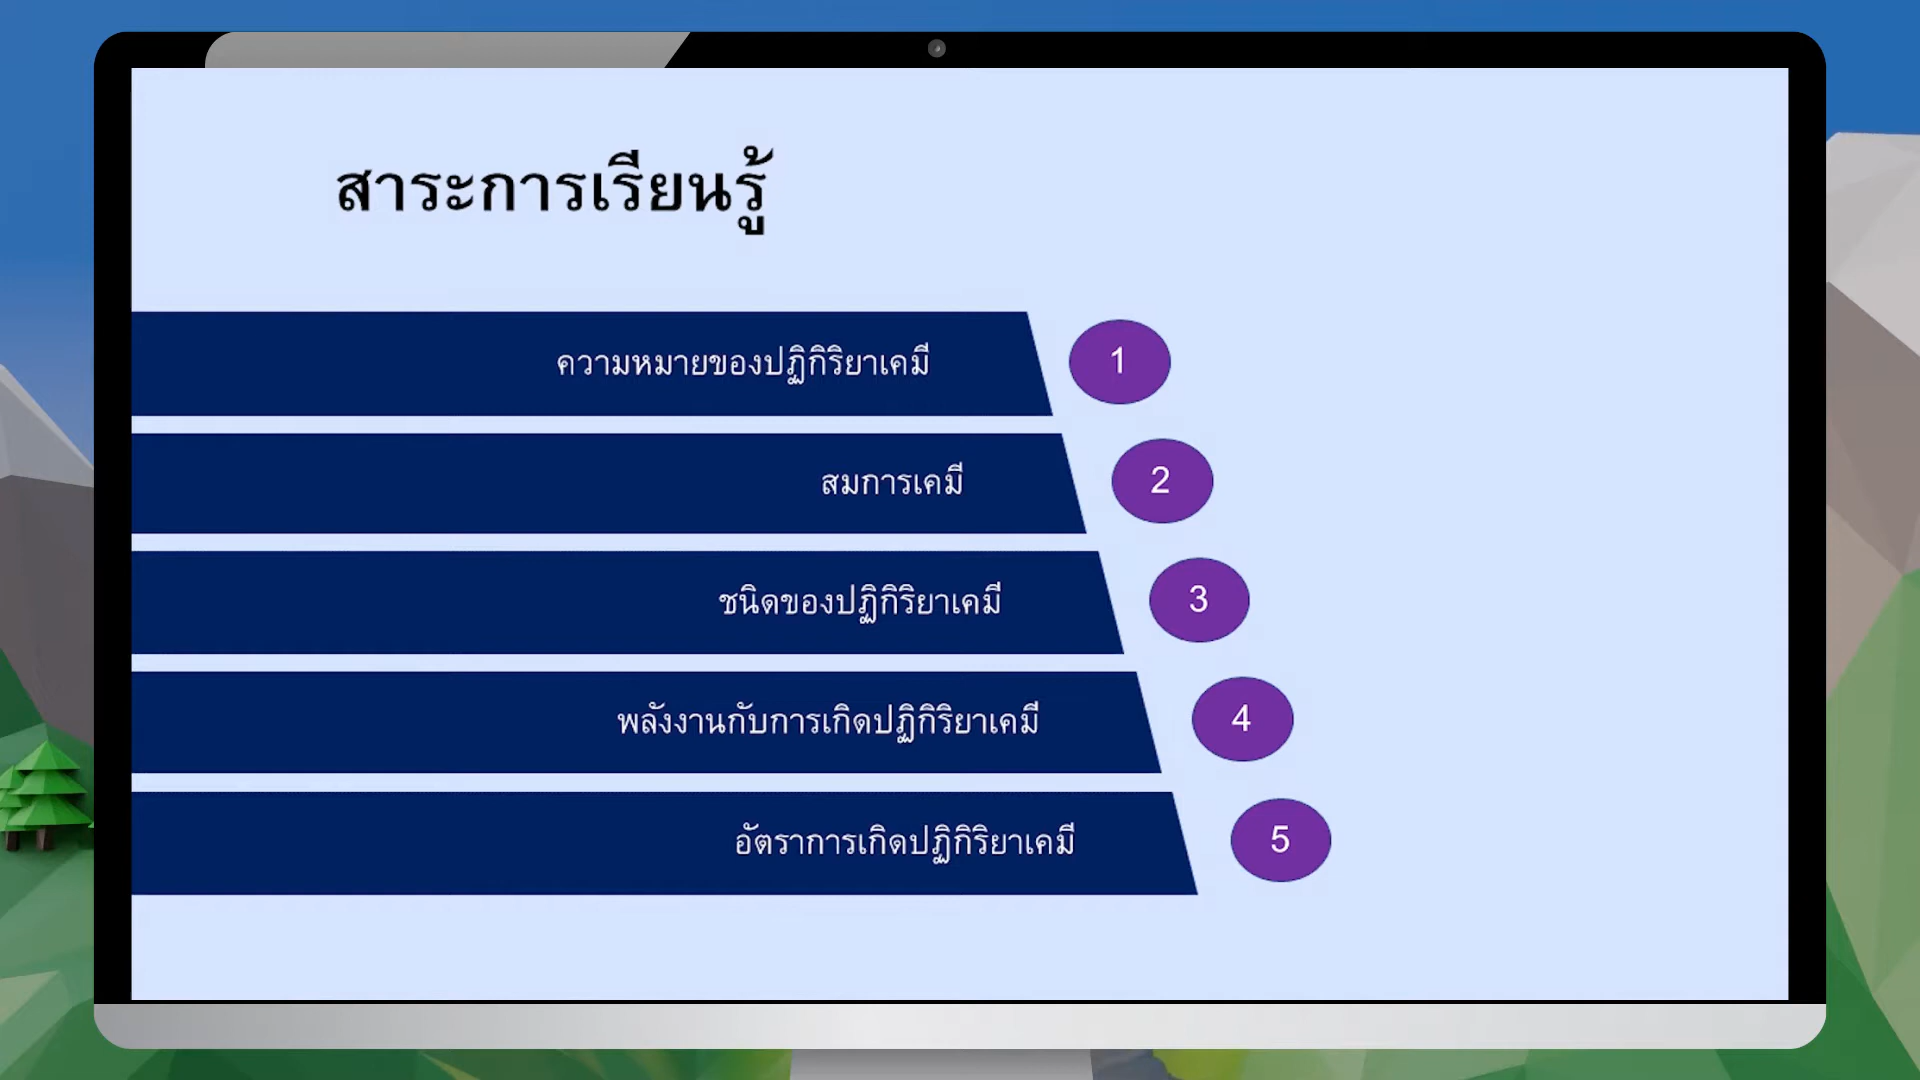 สาระการเรียนรู้
ความหมายของปฏิกิริยาเคมี 1
สมการเคมี 2
ชนิดของปฏิกิริยาเคมี 3
พลังงานกับการเกิดปฏิกิริยาเคมี 4
อัตราการเกิดปฏิกิริยาเคมี 5